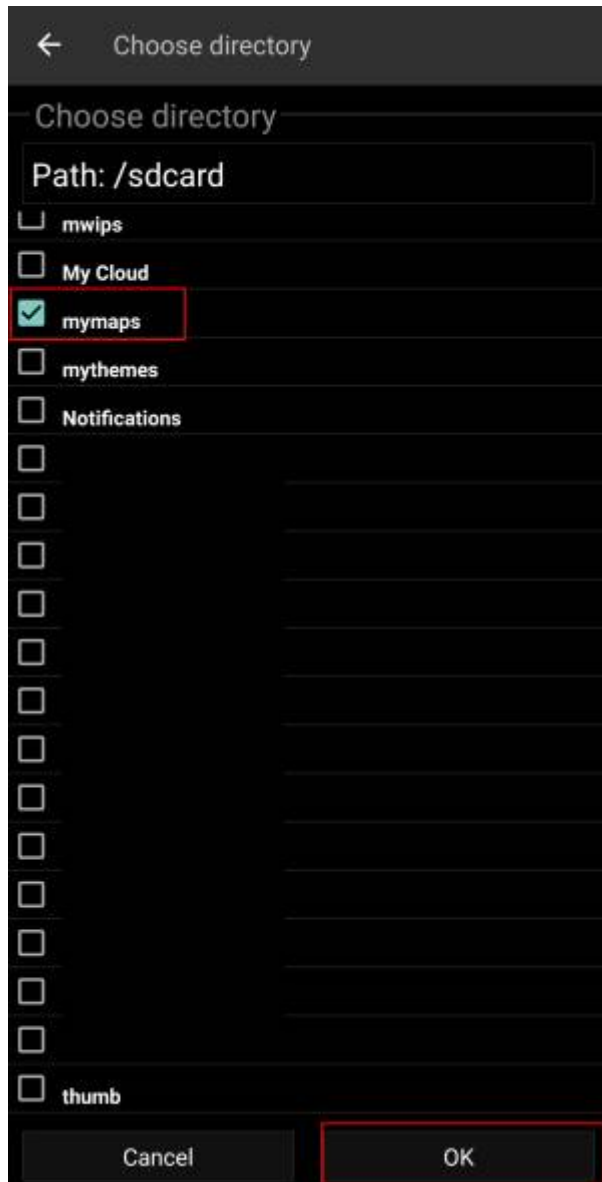 Choose directory
Choose directory
Path: /sdcard
mwips
My Cloud
mymaps
mythemes
Notifications
thumb
Cancel
OK